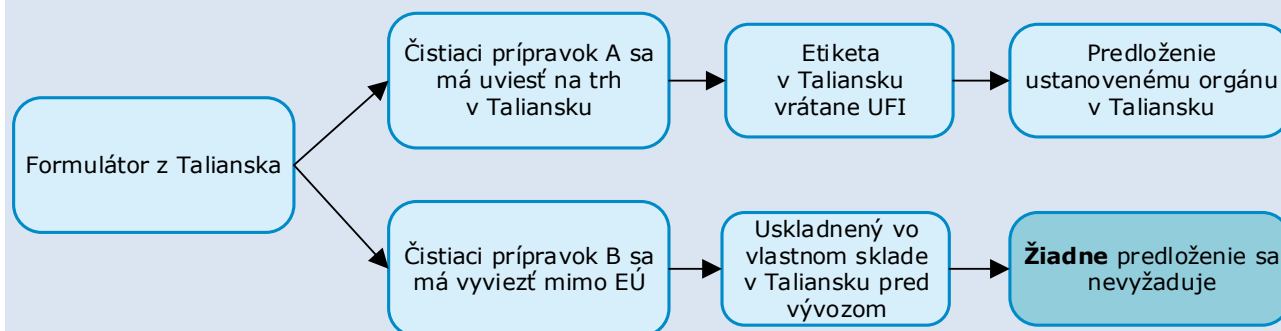 Formulátor z Talianska
Čistiaci prípravok A sa
má uviesť na trh
v Taliansku
Etiketa
v Taliansku
vrátane UFI
Predloženie
ustanovenému orgánu
v Taliansku
Čistiaci prípravok B sa
má vyviezť mimo EÚ
Uskladnený vo
vlastnom sklade
v Taliansku pred
vývozom
Žiadne predloženie sa
nevyžaduje